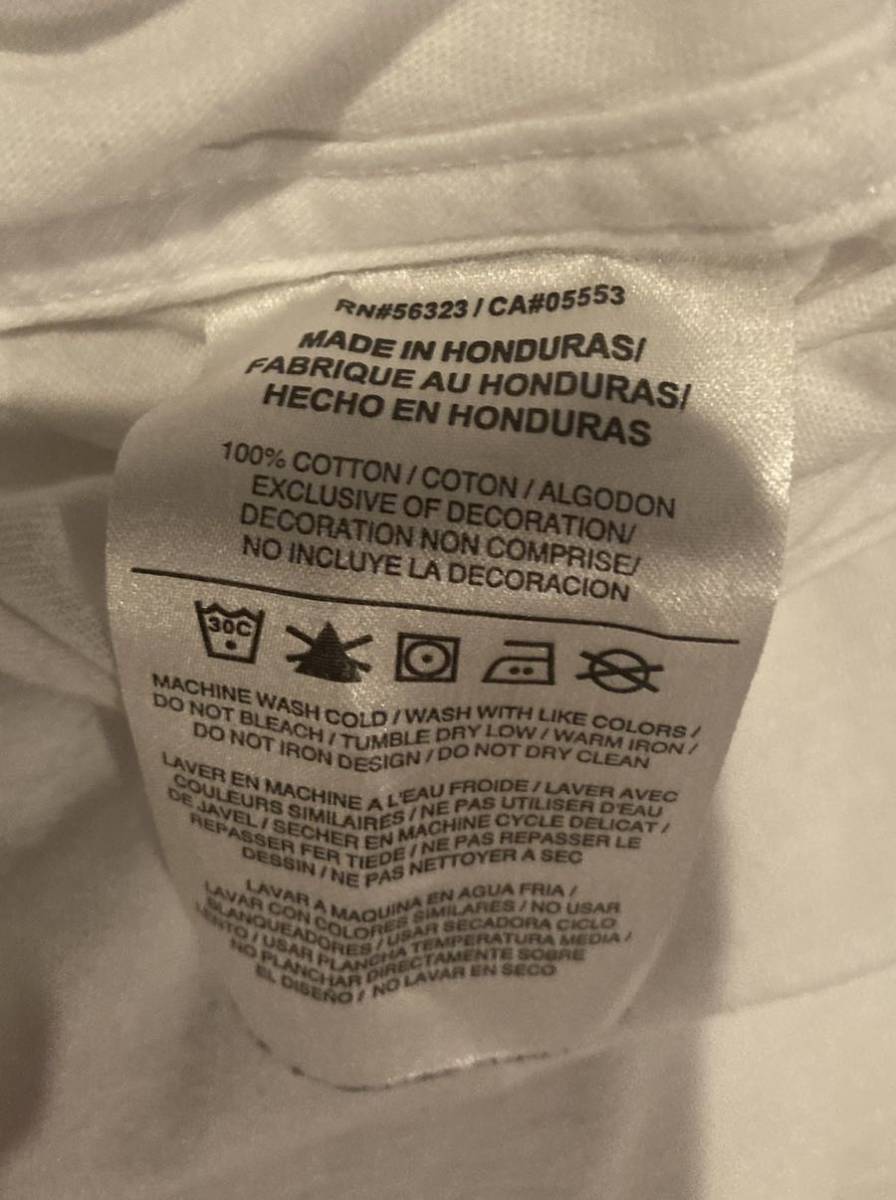 RN#56323 / CA#05553
MADE IN HONDURAS/
FABRIQUE AU HONDURAS/
HECHO EN HONDURAS
100% COTTON / COTON / ALGODON
EXCLUSIVE OF DECORATION/
DECORATION NON COMPRISE/
NO INCLUYE LA DECORACION
30C
MACHINE WASH COLD / WASH WITH LIKE COLORS /
DO NOT BLEACH / TUMBLE DRY LOW / WARM IRON /
DO NOT IRON DESIGN / DO NOT DRY CLEAN
LAVER EN MACHINE A L'EAU FROIDE / LAVER AVEC
COULEURS SIMILAIRES / NE PAS UTILISER D'EAU
DE JAVEL / SECHER EN MACHINE CYCLE DELICAT /
REPASSER FER TIEDE / NE PAS REPASSER LE
DESSIN / NE PAS NETTOYER A SEC
LAVAR A MAQUINA EN AGUA FRIA /
LAVAR CON COLORES SIMILARES / NO USAR
BLANQUEADORES / USAR SECADORA CICLO
LENTO / USAR PLANCHA TEMPERATURA MEDIA /
NO PLANCHAR DIRECTAMENTE SOBRE
EL DISEÑO / NO LAVAR EN SECO